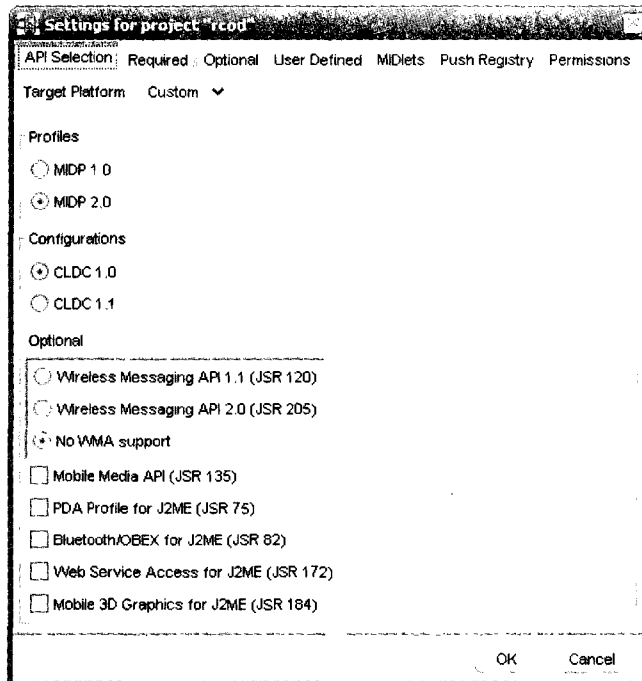 Settings for project "rcod"
API Selection Required Optional User Defined MIDlets Push Registry Permissions
Target Platform Custom
Profiles
MIDP 1.0
MIDP 2.0
Configurations
CLDC 1.0
CLDC 1.1
Optional
Wireless Messaging API 1.1 (JSR 120)
Wireless Messaging API 2.0 (JSR 205)
No WMA support
Mobile Media API (JSR 135)
PDA Profile for J2ME (JSR 75)
Bluetooth/OBEX for J2ME (JSR 82)
Web Service Access for J2ME (JSR 172)
Mobile 3D Graphics for J2ME (JSR 184)
OK Cancel